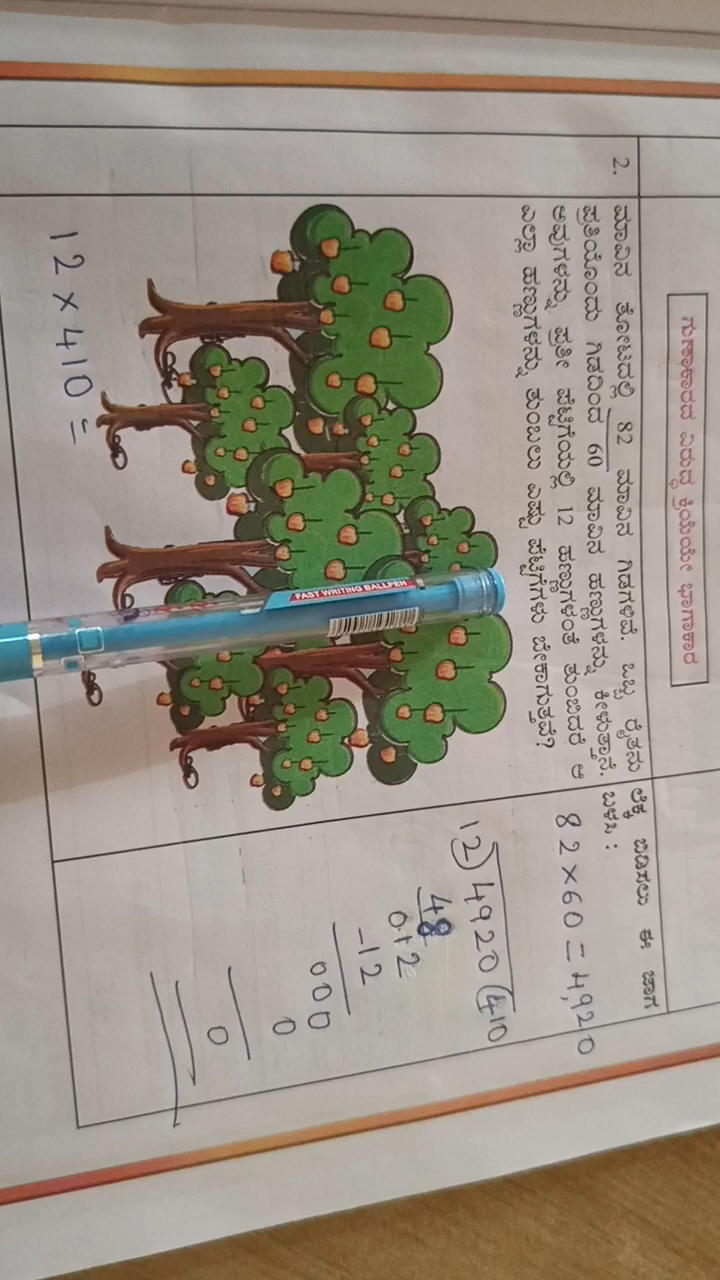 ಗುಣಾಕಾರದ ವಿರುದ್ಧ ಕ್ರಿಯೆಯೇ ಭಾಗಾಕಾರ
2. ಮಾವಿನ ತೋಟದಲ್ಲಿ 82 ಮಾವಿನ ಗಿಡಗಳಿವೆ. ಒಬ್ಬ ರೈತನು
ಪ್ರತಿಯೊಂದು ಗಿಡದಿಂದ 60 ಮಾವಿನ ಹಣ್ಣುಗಳನ್ನು ಕೀಳುತ್ತಾನೆ.
ಅವುಗಳನ್ನು ಪ್ರತೀ ಪೆಟ್ಟಿಗೆಯಲ್ಲಿ 12 ಹಣ್ಣುಗಳಂತೆ ತುಂಬಿದರೆ ಆ
ಎಲ್ಲಾ ಹಣ್ಣುಗಳನ್ನು ತುಂಬಲು ಎಷ್ಟು ಪೆಟ್ಟಿಗೆಗಳು ಬೇಕಾಗುತ್ತವೆ?
FAST WRITING BALLPEN
12 × 410 =
ಲೆಕ್ಕ ಬಿಡಿಸಲು ಈ ಜಾಗ
ಬಳಸಿ :
82 × 60 = 4,920
12) 4920 (410
48
012
-12
000
0
0